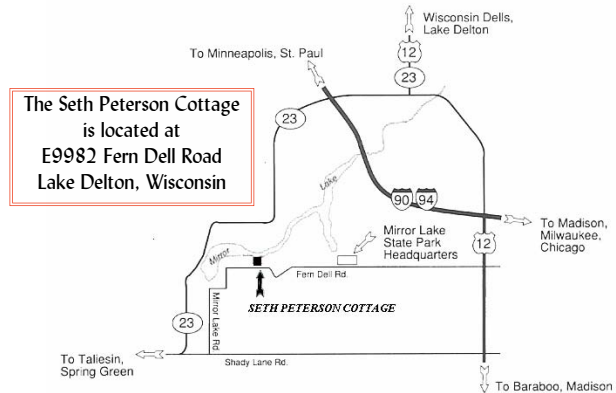 Wisconsin Dells,
Lake Delton
12
23
To Minneapolis, St. Paul
The Seth Peterson Cottage
is located at
E9982 Fern Dell Road
Lake Delton, Wisconsin
23
Lake
90 94
To Madison,
Milwaukee,
Chicago
Mirror Lake
State Park
Headquarters
12
Mirror
Fern Dell Rd.
SETH PETERSON COTTAGE
Mirror Lake Rd.
23
To Taliesin,
Spring Green
Shady Lane Rd.
To Baraboo, Madison